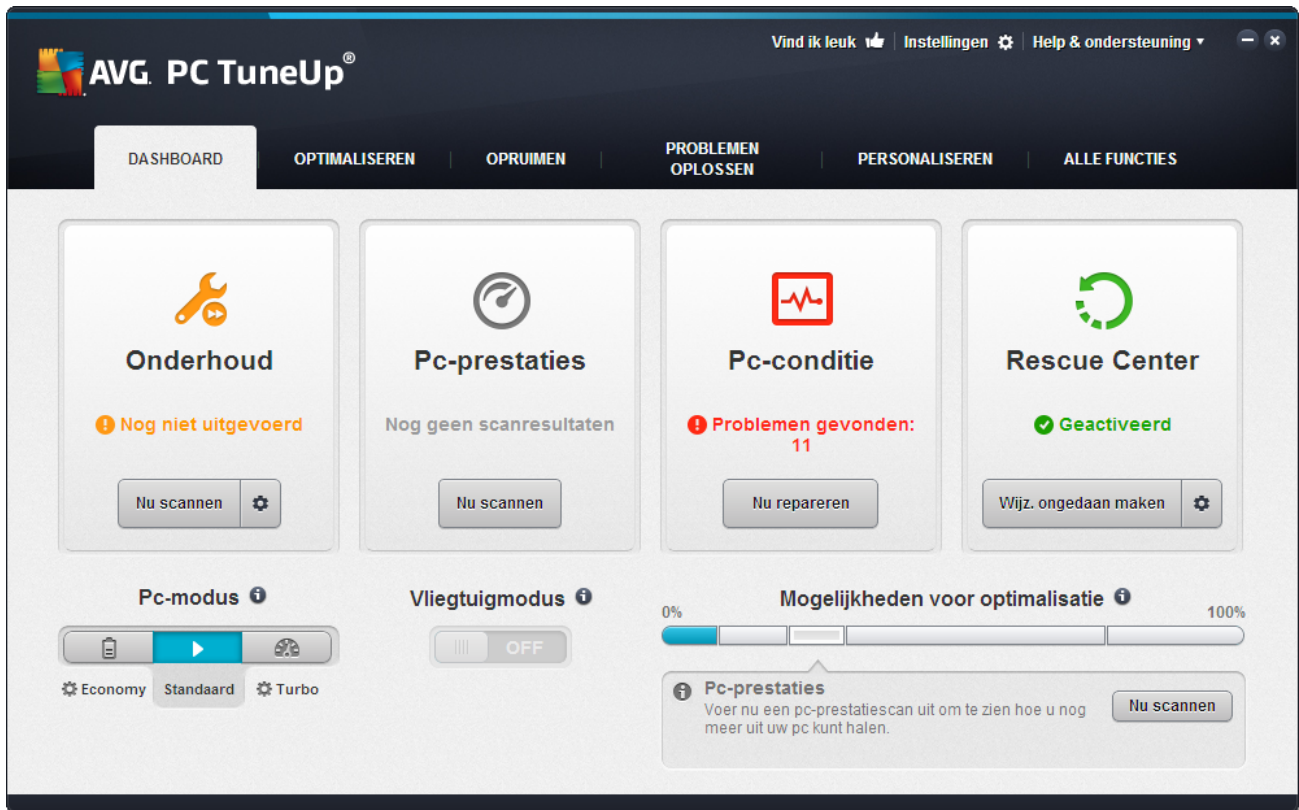 Vind ik leuk Instellingen Help & ondersteuning
AVG. PC TuneUp®
DASHBOARD
OPTIMALISEREN
OPRUIMEN
PROBLEMEN
OPLOSSEN
PERSONALISEREN
ALLE FUNCTIES
Onderhoud
Nog niet uitgevoerd
Nu scannen
Pc-prestaties
Nog geen scanresultaten
Nu scannen
Pc-conditie
Problemen gevonden:
11
Nu repareren
Rescue Center
Geactiveerd
Wijz. ongedaan maken
Pc-modus
Economy
Standaard
Turbo
Vliegtuigmodus
OFF
Mogelijkheden voor optimalisatie
0%
100%
Pc-prestaties
Voer nu een pc-prestatiescan uit om te zien hoe u nog
meer uit uw pc kunt halen.
Nu scannen